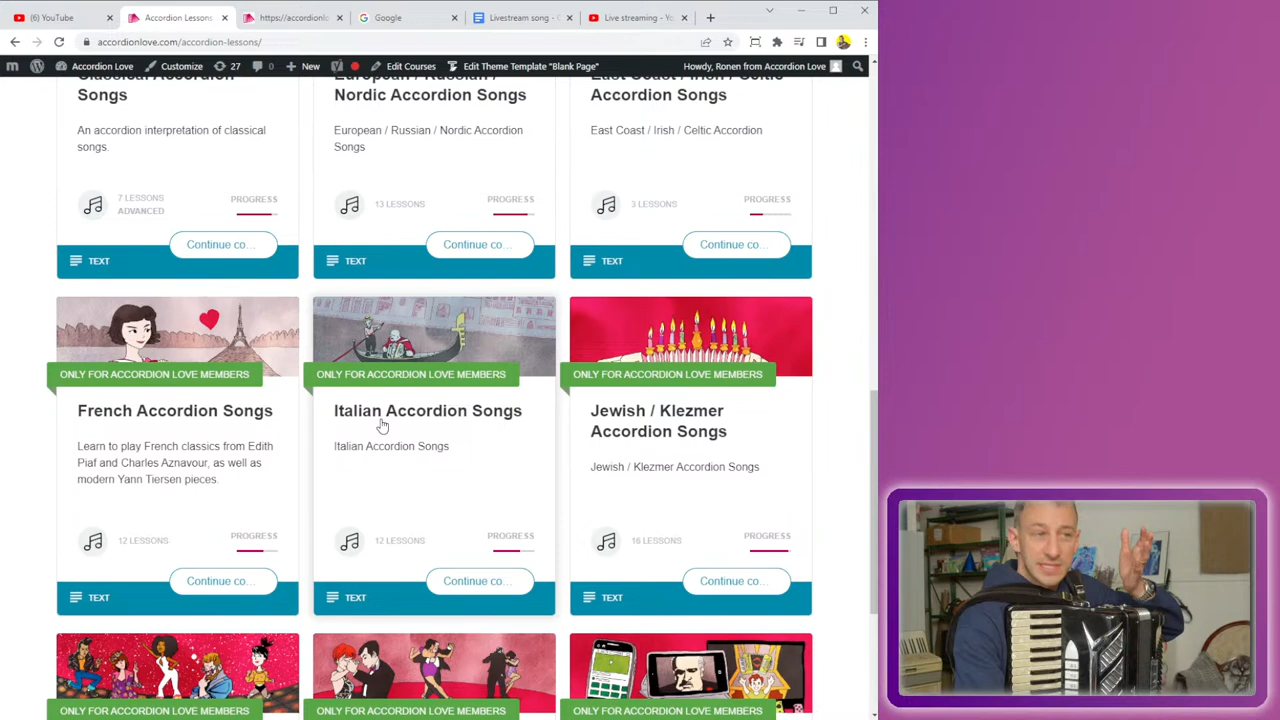 (6) YouTube
Accordion Lessons
https://accordionlo
Google
Livestream song -
Live streaming - Yo
accordionlove.com/accordion-lessons/
Accordion Love
Customize
27
0
New
Edit Courses
Edit Theme Template "Blank Page"
Howdy, Ronen from Accordion Love
Classical Accordion
Songs
An accordion interpretation of classical
songs.
7 LESSONS
ADVANCED
PROGRESS
Continue co...
TEXT
European / Russian /
Nordic Accordion Songs
European / Russian / Nordic Accordion
Songs
13 LESSONS
PROGRESS
Continue co...
TEXT
East Coast / Irish / Celtic
Accordion Songs
East Coast / Irish / Celtic Accordion
3 LESSONS
PROGRESS
Continue co...
TEXT
ONLY FOR ACCORDION LOVE MEMBERS
French Accordion Songs
Learn to play French classics from Edith
Piaf and Charles Aznavour, as well as
modern Yann Tiersen pieces.
12 LESSONS
PROGRESS
Continue co...
TEXT
ONLY FOR ACCORDION LOVE MEMBERS
Italian Accordion Songs
Italian Accordion Songs
12 LESSONS
PROGRESS
Continue co...
TEXT
ONLY FOR ACCORDION LOVE MEMBERS
Jewish / Klezmer
Accordion Songs
Jewish / Klezmer Accordion Songs
16 LESSONS
PROGRESS
Continue co...
TEXT
ONLY FOR ACCORDION LOVE MEMBERS
ONLY FOR ACCORDION LOVE MEMBERS
ONLY FOR ACCORDION LOVE MEMBERS